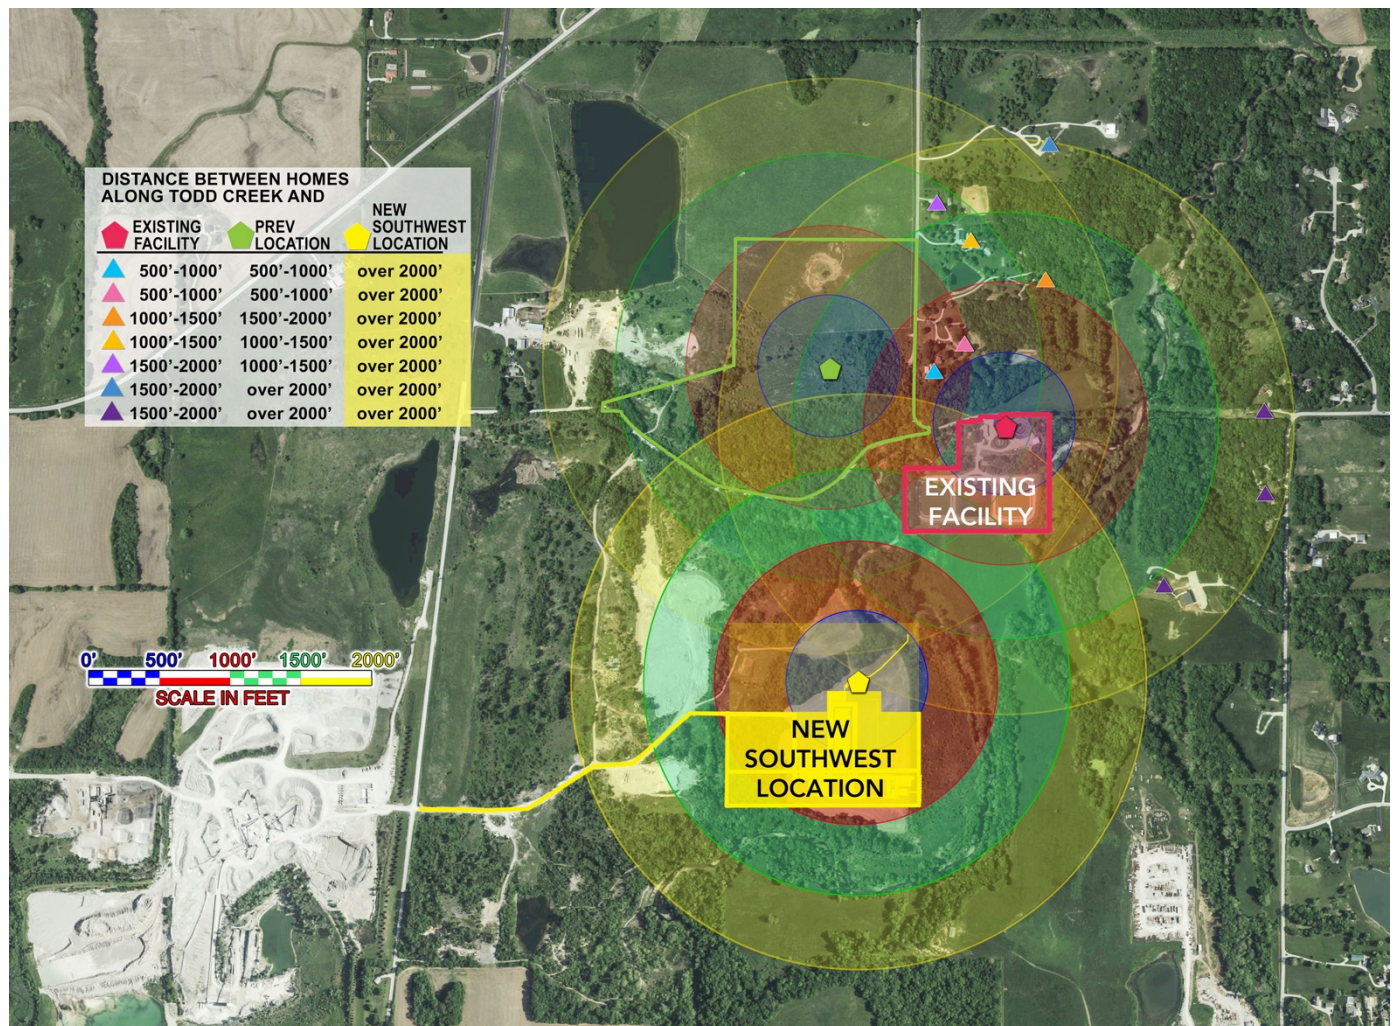 DISTANCE BETWEEN HOMES
ALONG TODD CREEK AND
EXISTING
FACILITY
PREV
LOCATION
NEW
SOUTHWEST
LOCATION
500'-1000' 500'-1000' over 2000'
500'-1000' 500'-1000' over 2000'
1000'-1500' 1500'-2000' over 2000'
1000'-1500' 1000'-1500' over 2000'
1500'-2000' 1000'-1500' over 2000'
1500'-2000' over 2000' over 2000'
1500'-2000' over 2000' over 2000'
EXISTING
FACILITY
0' 500' 1000' 1500' 2000'
SCALE IN FEET
NEW
SOUTHWEST
LOCATION